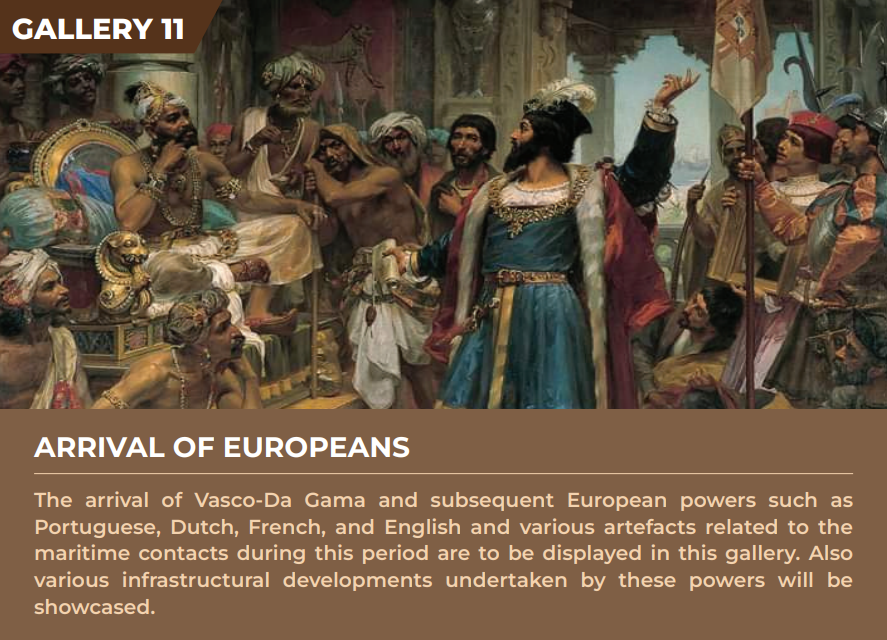 GALLERY 11
ARRIVAL OF EUROPEANS
The arrival of Vasco-Da Gama and subsequent European powers such as
Portuguese, Dutch, French, and English and various artefacts related to the
maritime contacts during this period are to be displayed in this gallery. Also
various infrastructural developments undertaken by these powers will be
showcased.